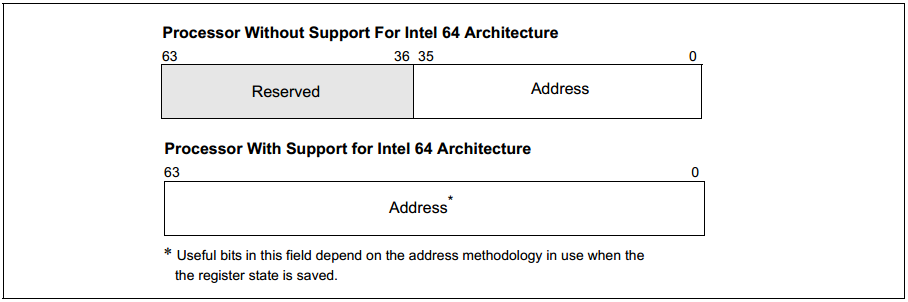 Processor Without Support For Intel 64 Architecture
63 36 35 0
Reserved Address
Processor With Support for Intel 64 Architecture
63 0
Address*
* Useful bits in this field depend on the address methodology in use when the
the register state is saved.